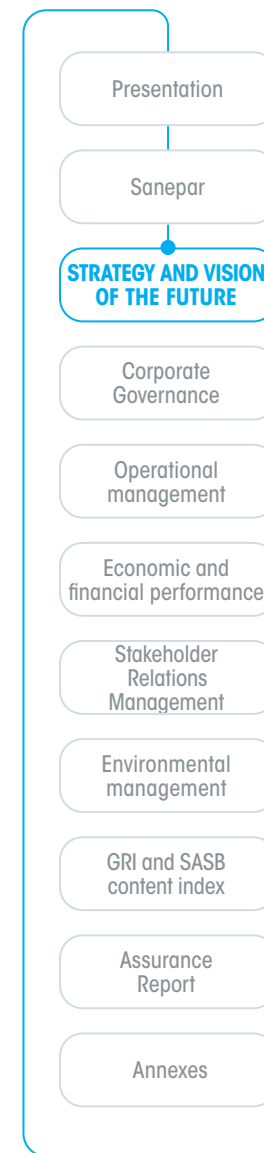 Presentation
Sanepar
STRATEGY AND VISION
OF THE FUTURE
Corporate
Governance
Operational
management
Economic and
financial performance
Stakeholder
Relations
Management
Environmental
management
GRI and SASB
content index
Assurance
Report
Annexes